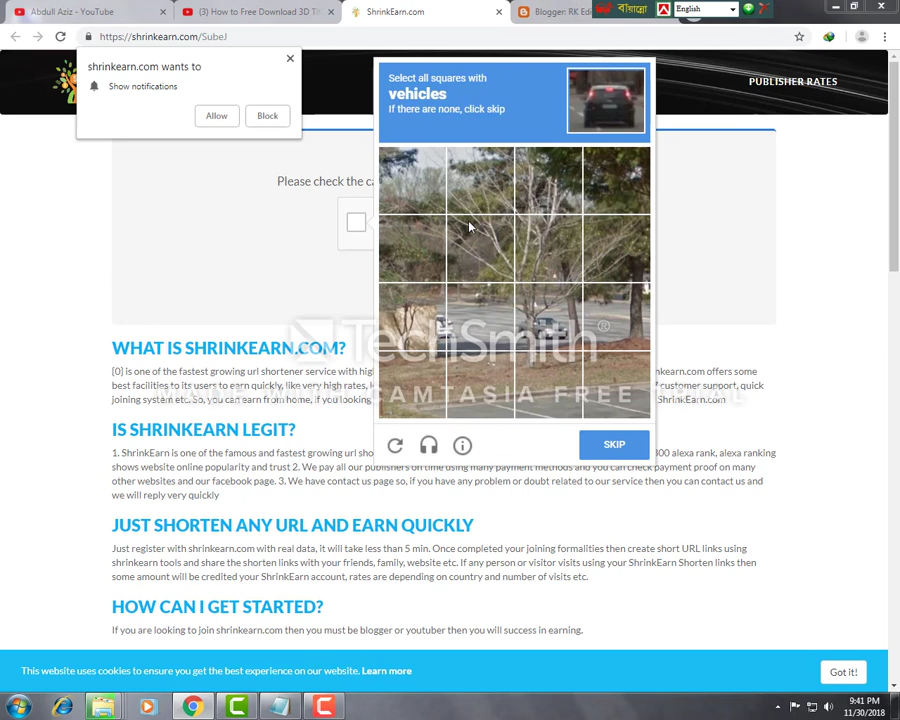 Abdull Aziz - YouTube
(3) How to Free Download 3D Tit
ShrinkEarn.com
Blogger: RK Edi
English
https://shrinkearn.com/SubeJ
shrinkearn.com wants to
Show notifications
Allow
Block
PUBLISHER RATES
Select all squares with
vehicles
If there are none, click skip
Please check the ca
TechSmith®
MADE WITH CAMTASIA FREE TRIAL
SKIP
WHAT IS SHRINKEARN.COM?
[0] is one of the fastest growing url shortener service with hig
nkearn.com offers some
best facilities to its users to earn quickly, like very high rates,
customer support, quick
joining system etc. So, you can earn from home, if you looking
ShrinkEarn.com
IS SHRINKEARN LEGIT?
1. ShrinkEarn is one of the famous and fastest growing url sho
800 alexa rank, alexa ranking
shows website online popularity and trust 2. We pay all our publishers on time using many payment methods and you can check payment proof on many
other websites and our facebook page. 3. We have contact us page so, if you have any problem or doubt related to our service then you can contact us and
we will reply very quickly
JUST SHORTEN ANY URL AND EARN QUICKLY
Just register with shrinkearn.com with real data, it will take less than 5 min. Once completed your joining formalities then create short URL links using
shrinkearn tools and share the shorten links with your friends, family, website etc. If any person or visitor visits using your ShrinkEarn Shorten links then
some amount will be credited your ShrinkEarn account, rates are depending on country and number of visits etc.
HOW CAN I GET STARTED?
If you are looking to join shrinkearn.com then you must be blogger or youtuber then you will success in earning.
This website uses cookies to ensure you get the best experience on our website. Learn more
Got it!
9:41 PM
11/30/2018